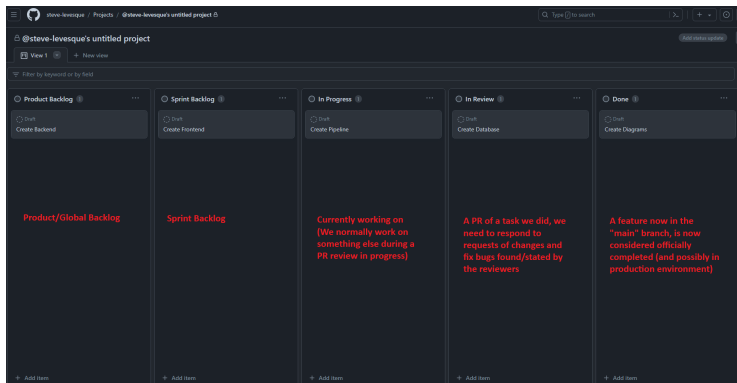 steve-levesque / Projects / @steve-levesque's untitled project
Type / to search
@steve-levesque's untitled project
Add status update
View 1
+ New view
Filter by keyword or by field
Product Backlog 1
Sprint Backlog 1
In Progress 1
In Review 1
Done 1
Draft
Create Backend
Draft
Create Frontend
Draft
Create Pipeline
Draft
Create Database
Draft
Create Diagrams
Product/Global Backlog
Sprint Backlog
Currently working on
(We normally work on
something else during a
PR review in progress)
A PR of a task we did, we
need to respond to
requests of changes and
fix bugs found/stated by
the reviewers
A feature now in the
"main" branch, is now
considered officially
completed (and possibly in
production environment)
+ Add item
+ Add item
+ Add item
+ Add item
+ Add item